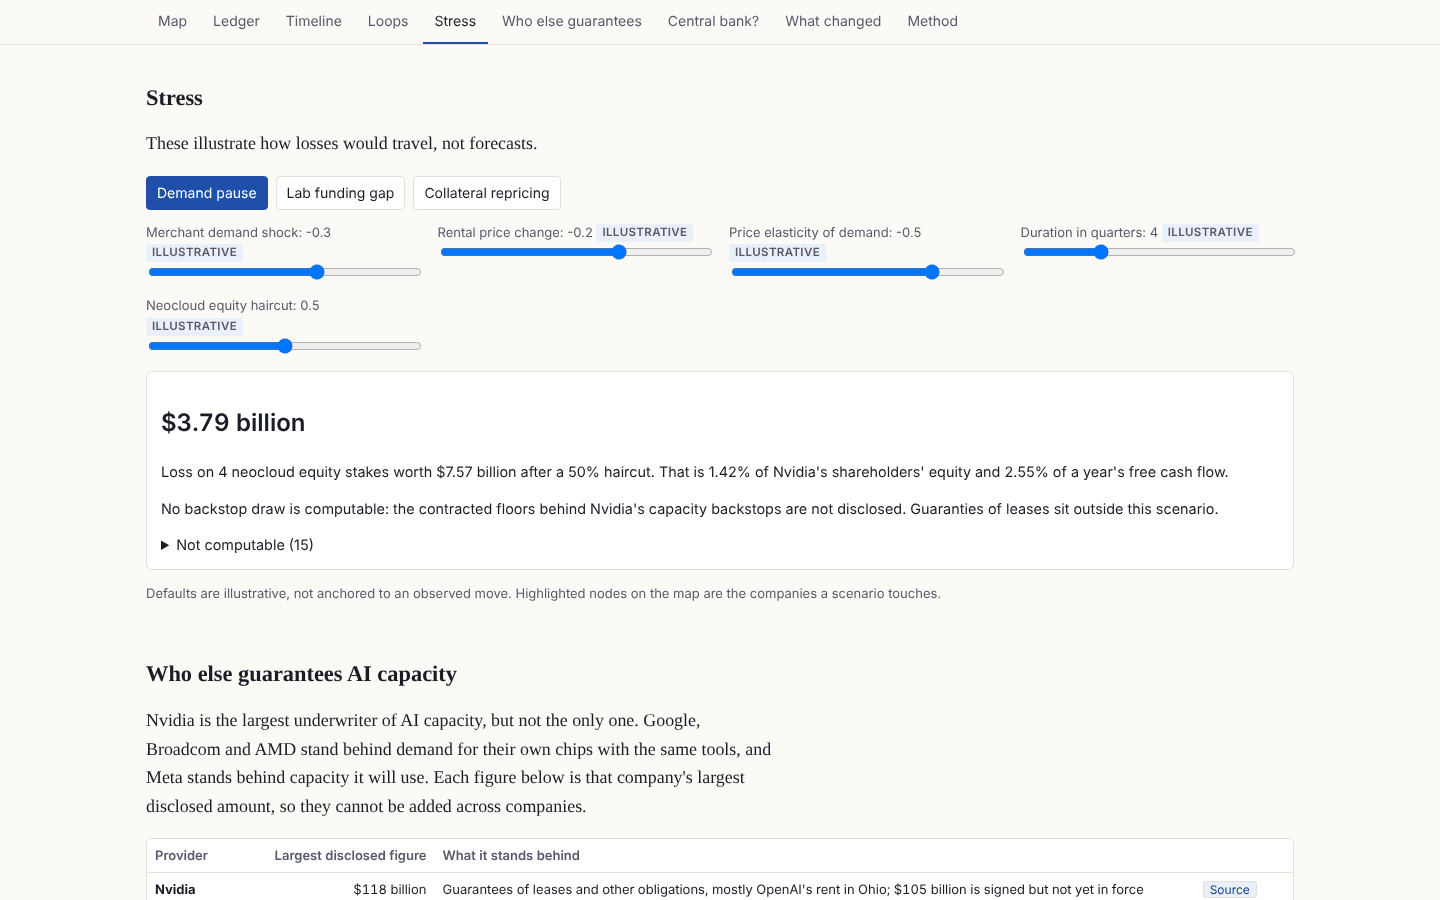 Map Ledger Timeline Loops Stress Who else guarantees Central bank? What changed Method
Stress
These illustrate how losses would travel, not forecasts.
Demand pause Lab funding gap Collateral repricing
Merchant demand shock: -0.3
ILLUSTRATIVE
Rental price change: -0.2 ILLUSTRATIVE
Price elasticity of demand: -0.5
ILLUSTRATIVE
Duration in quarters: 4 ILLUSTRATIVE
Neocloud equity haircut: 0.5
ILLUSTRATIVE
$3.79 billion
Loss on 4 neocloud equity stakes worth $7.57 billion after a 50% haircut. That is 1.42% of Nvidia's shareholders' equity and 2.55% of a year's free cash flow.
No backstop draw is computable: the contracted floors behind Nvidia's capacity backstops are not disclosed. Guaranties of leases sit outside this scenario.
Not computable (15)
Defaults are illustrative, not anchored to an observed move. Highlighted nodes on the map are the companies a scenario touches.
Who else guarantees AI capacity
Nvidia is the largest underwriter of AI capacity, but not the only one. Google,
Broadcom and AMD stand behind demand for their own chips with the same tools, and
Meta stands behind capacity it will use. Each figure below is that company's largest
disclosed amount, so they cannot be added across companies.
Provider Largest disclosed figure What it stands behind
Nvidia $118 billion Guarantees of leases and other obligations, mostly OpenAI's rent in Ohio; $105 billion is signed but not yet in force Source